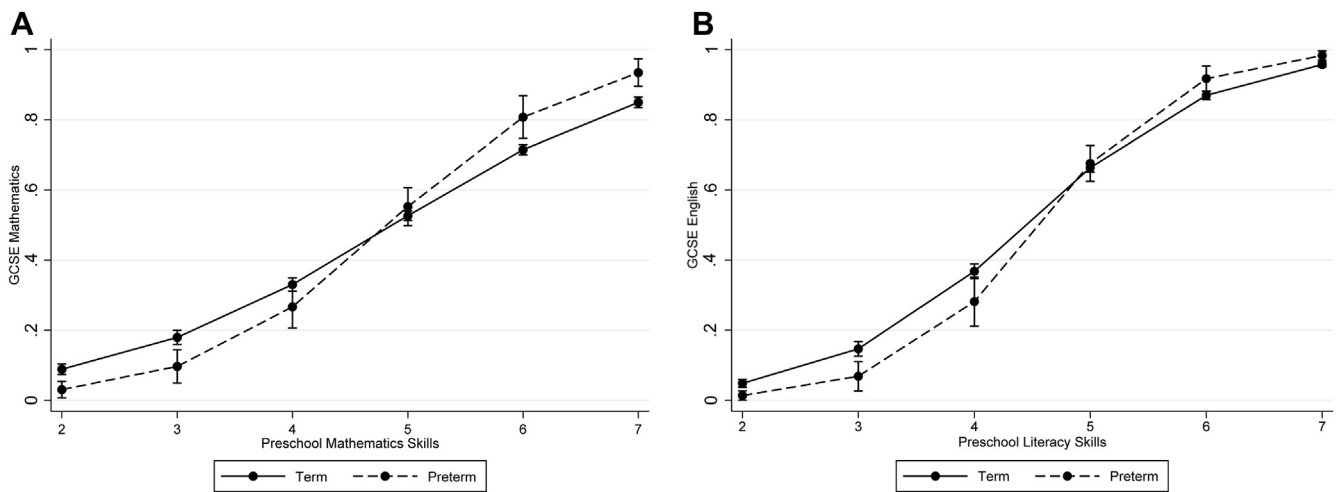 A
GCSE Mathematics
1
.8
.6
.4
.2
0
2 3 4 5 6 7
Preschool Mathematics Skills
Term Preterm
B
GCSE English
1
.8
.6
.4
.2
0
2 3 4 5 6 7
Preschool Literacy Skills
Term Preterm